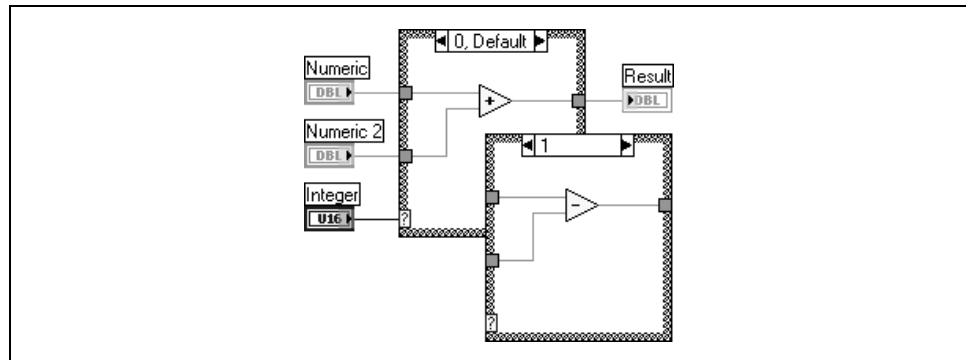 0, Default
Numeric
DBL
Result
DBL
+
Numeric 2
DBL
1
Integer
U16
?
−
?